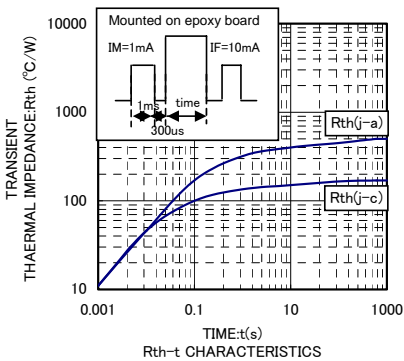 10000
Mounted on epoxy board
IM=1mA
IF=10mA
1ms
time
300us
1000
Rth(j-a)
Rth(j-c)
100
10
0.001
0.1
10
1000
TRANSIENT
THAERMAL IMPEDANCE:Rth (℃/W)
TIME:t(s)
Rth-t CHARACTERISTICS